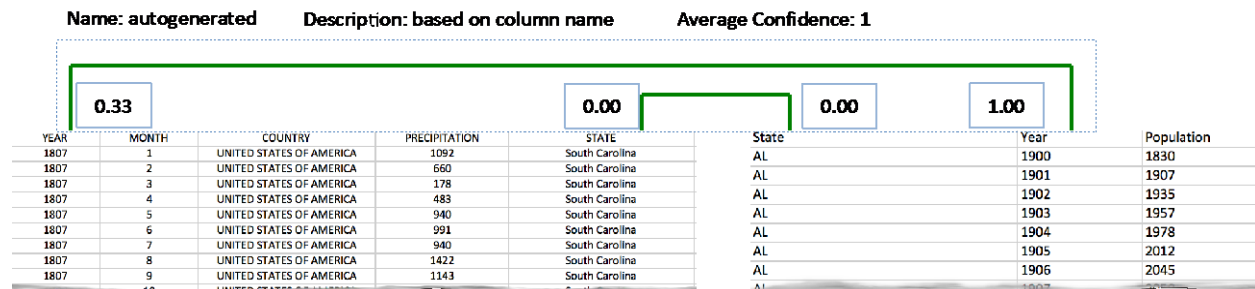 Name: autogenerated Description: based on column name Average Confidence: 1
0.33 0.00 0.00 1.00
YEAR MONTH COUNTRY PRECIPITATION STATE State Year Population
1807 1 UNITED STATES OF AMERICA 1092 South Carolina AL 1900 1830
1807 2 UNITED STATES OF AMERICA 660 South Carolina AL 1901 1907
1807 3 UNITED STATES OF AMERICA 178 South Carolina AL 1902 1935
1807 4 UNITED STATES OF AMERICA 483 South Carolina AL 1903 1957
1807 5 UNITED STATES OF AMERICA 940 South Carolina AL 1904 1978
1807 6 UNITED STATES OF AMERICA 991 South Carolina AL 1905 2012
1807 7 UNITED STATES OF AMERICA 940 South Carolina AL 1906 2045
1807 8 UNITED STATES OF AMERICA 1422 South Carolina
1807 9 UNITED STATES OF AMERICA 1143 South Carolina